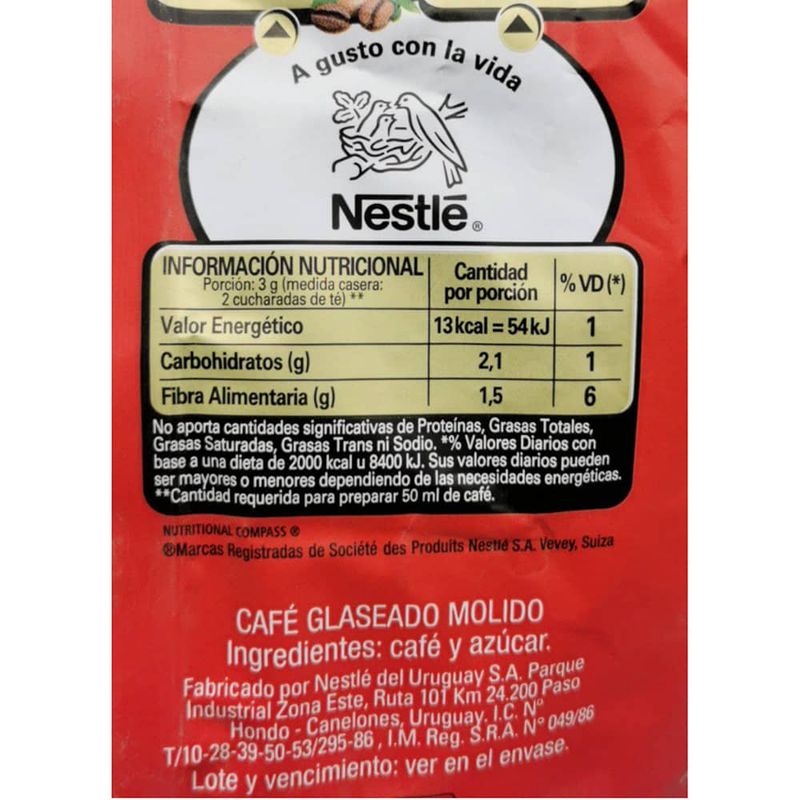 A gusto con la vida
Nestlé®
INFORMACIÓN NUTRICIONAL
Porción: 3 g (medida casera:
2 cucharadas de té) **
Cantidad
por porción
% VD (*)
Valor Energético 13 kcal = 54 kJ 1
Carbohidratos (g) 2,1 1
Fibra Alimentaria (g) 1,5 6
No aporta cantidades significativas de Proteínas, Grasas Totales,
Grasas Saturadas, Grasas Trans ni Sodio. *% Valores Diarios con
base a una dieta de 2000 kcal u 8400 kJ. Sus valores diarios pueden
ser mayores o menores dependiendo de las necesidades energéticas.
**Cantidad requerida para preparar 50 ml de café.
NUTRITIONAL COMPASS ®
®Marcas Registradas de Société des Produits Nestlé S.A. Vevey, Suiza
CAFÉ GLASEADO MOLIDO
Ingredientes: café y azúcar.
Fabricado por Nestlé del Uruguay S.A. Parque
Industrial Zona Este, Ruta 101 Km 24.200 Paso
Hondo - Canelones, Uruguay. I.C. N°
T/10-28-39-50-53/295-86, I.M. Reg. S.R.A. N° 049/86
Lote y vencimiento: ver en el envase.